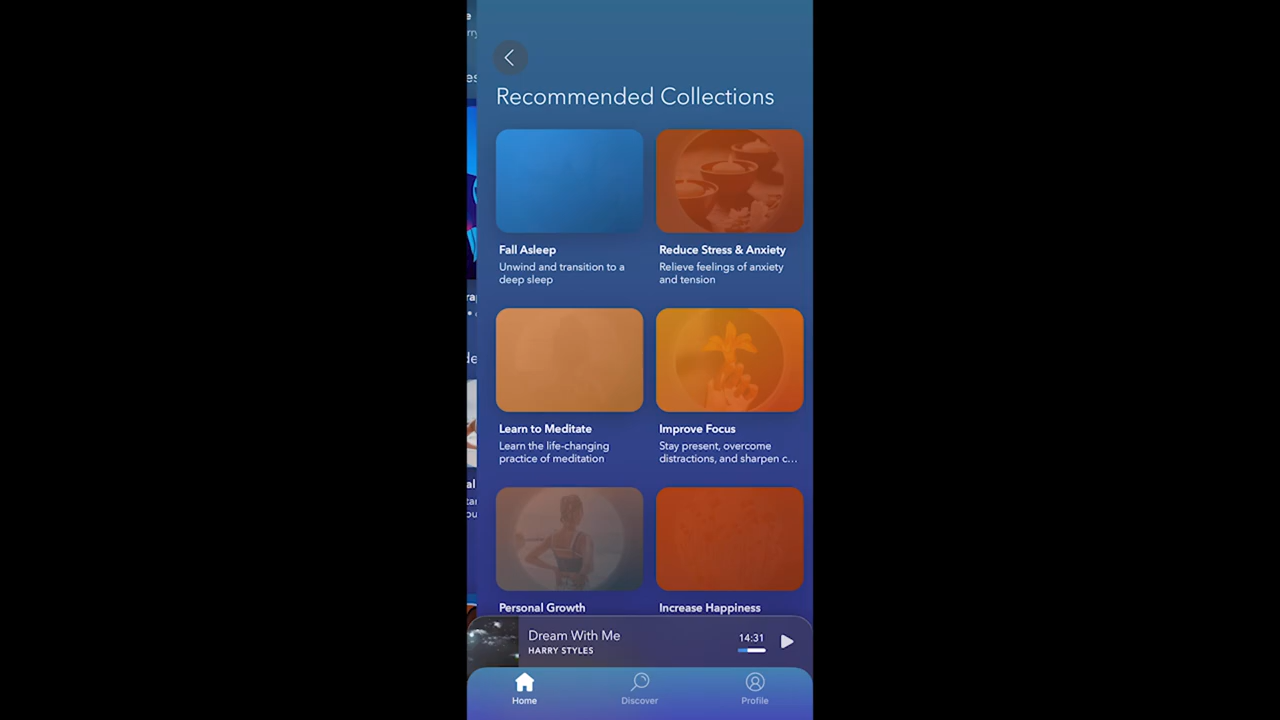 Recommended Collections
Fall Asleep
Unwind and transition to a
deep sleep
Reduce Stress & Anxiety
Relieve feelings of anxiety
and tension
Learn to Meditate
Learn the life-changing
practice of meditation
Improve Focus
Stay present, overcome
distractions, and sharpen c…
Personal Growth
Increase Happiness
Dream With Me
HARRY STYLES
14:31
Home
Discover
Profile